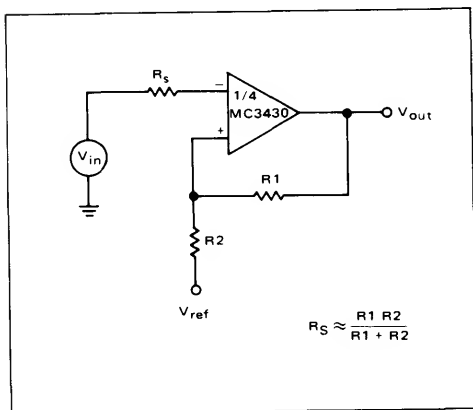 Rs
−
1/4
MC3430
Vout
Vin
+
R1
R2
Vref
RS ≈ R1 R2 / R1 + R2